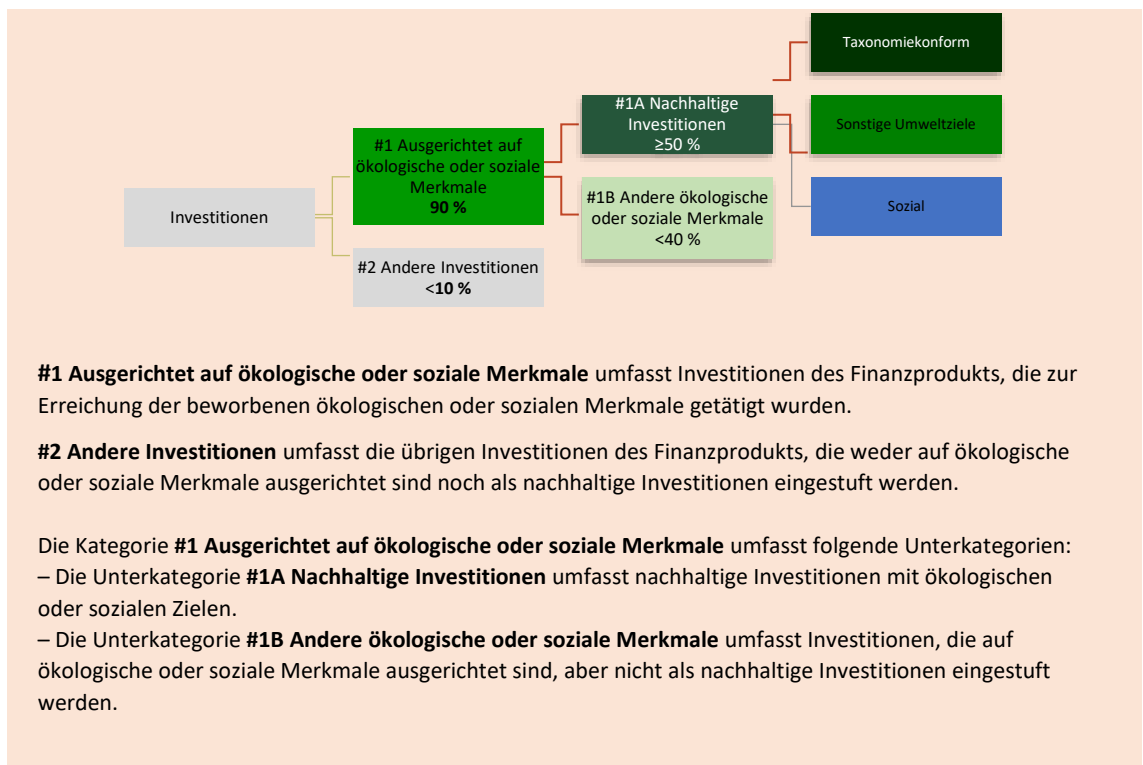 Taxonomiekonform
#1A Nachhaltige
Investitionen
≥50 %
Sonstige Umweltziele
#1 Ausgerichtet auf
ökologische oder soziale
Merkmale
90 %
#1B Andere ökologische
oder soziale Merkmale
<40 %
Sozial
Investitionen
#2 Andere Investitionen
<10 %
#1 Ausgerichtet auf ökologische oder soziale Merkmale umfasst Investitionen des Finanzprodukts, die zur
Erreichung der beworbenen ökologischen oder sozialen Merkmale getätigt wurden.
#2 Andere Investitionen umfasst die übrigen Investitionen des Finanzprodukts, die weder auf ökologische
oder soziale Merkmale ausgerichtet sind noch als nachhaltige Investitionen eingestuft werden.
Die Kategorie #1 Ausgerichtet auf ökologische oder soziale Merkmale umfasst folgende Unterkategorien:
– Die Unterkategorie #1A Nachhaltige Investitionen umfasst nachhaltige Investitionen mit ökologischen
oder sozialen Zielen.
– Die Unterkategorie #1B Andere ökologische oder soziale Merkmale umfasst Investitionen, die auf
ökologische oder soziale Merkmale ausgerichtet sind, aber nicht als nachhaltige Investitionen eingestuft
werden.